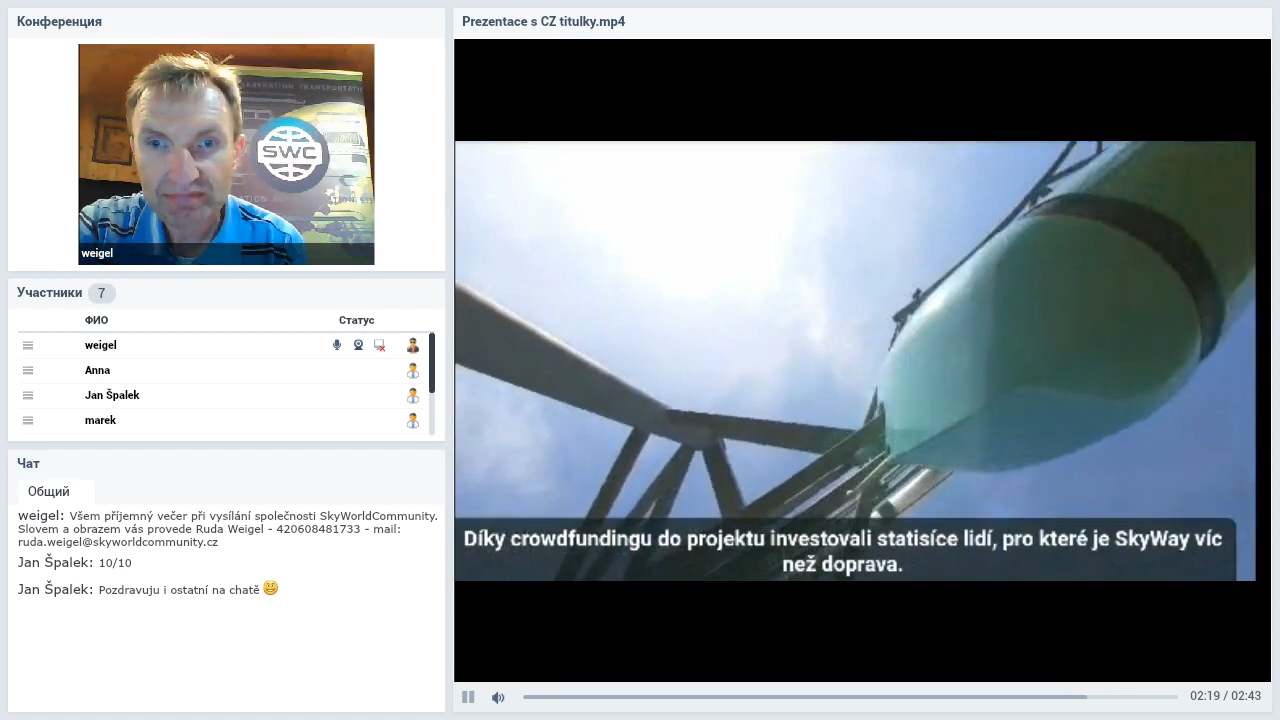 Конференция
SWC
weigel
Участники 7
ФИО Статус
weigel
Anna
Jan Špalek
marek
Чат
Общий
weigel: Všem příjemný večer při vysílání společnosti SkyWorldCommunity.
Slovem a obrazem vás provede Ruda Weigel - 420608481733 - mail:
ruda.weigel@skyworldcommunity.cz
Jan Špalek: 10/10
Jan Špalek: Pozdravuju i ostatní na chatě
Prezentace s CZ titulky.mp4
Díky crowdfundingu do projektu investovali statisíce lidí, pro které je SkyWay víc
než doprava.
02:19 / 02:43